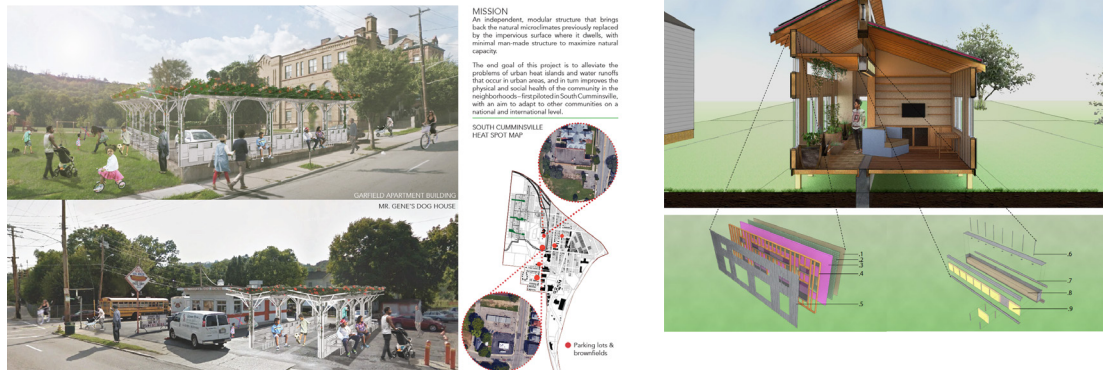 MISSION
An independent, modular structure that brings
back the natural microclimates previously replaced
by the impervious surface where it dwells, with
minimal man-made structure to maximize natural
capacity.
The end goal of this project is to alleviate the
problems of urban heat islands and water runoffs
that occur in urban areas, and in turn improves the
physical and social health of the community in the
neighborhoods – first piloted in South Cumminsville,
with an aim to adapt to other communities on a
national and international level.
SOUTH CUMMINSVILLE
HEAT SPOT MAP
GARFIELD APARTMENT BUILDING
MR. GENE'S DOG HOUSE
Parking lots &
brownfields
.1
.4
.5
.6
.7
.8
.9